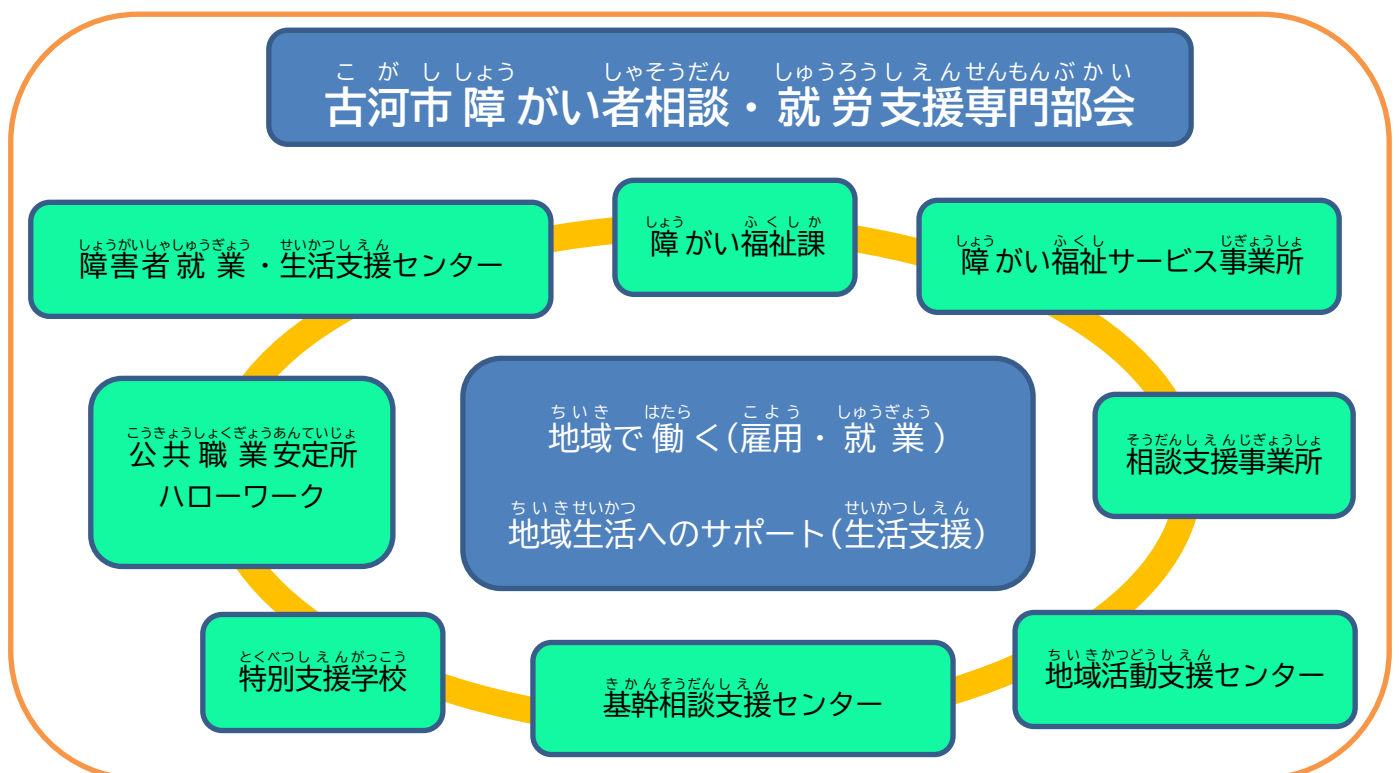 こがししょう しゃそうだん しゅうろうしえんせんもんぶかい
古河市障がい者相談・就労支援専門部会
しょう ふくしか
障がい福祉課
しょうがいしゃしゅうぎょう せいかつしえん
障害者就業・生活支援センター
しょう ふくし じぎょうしょ
障がい福祉サービス事業所
こうきょうしょくぎょうあんていじょ
公共職業安定所
ハローワーク
ちいき はたら こよう しゅうぎょう
地域で働く(雇用・就業)
ちいきせいかつ せいかつしえん
地域生活へのサポート(生活支援)
そうだんしえんじぎょうしょ
相談支援事業所
とくべつしえんがっこう
特別支援学校
きかんそうだんしえん
基幹相談支援センター
ちいきかつどうしえん
地域活動支援センター